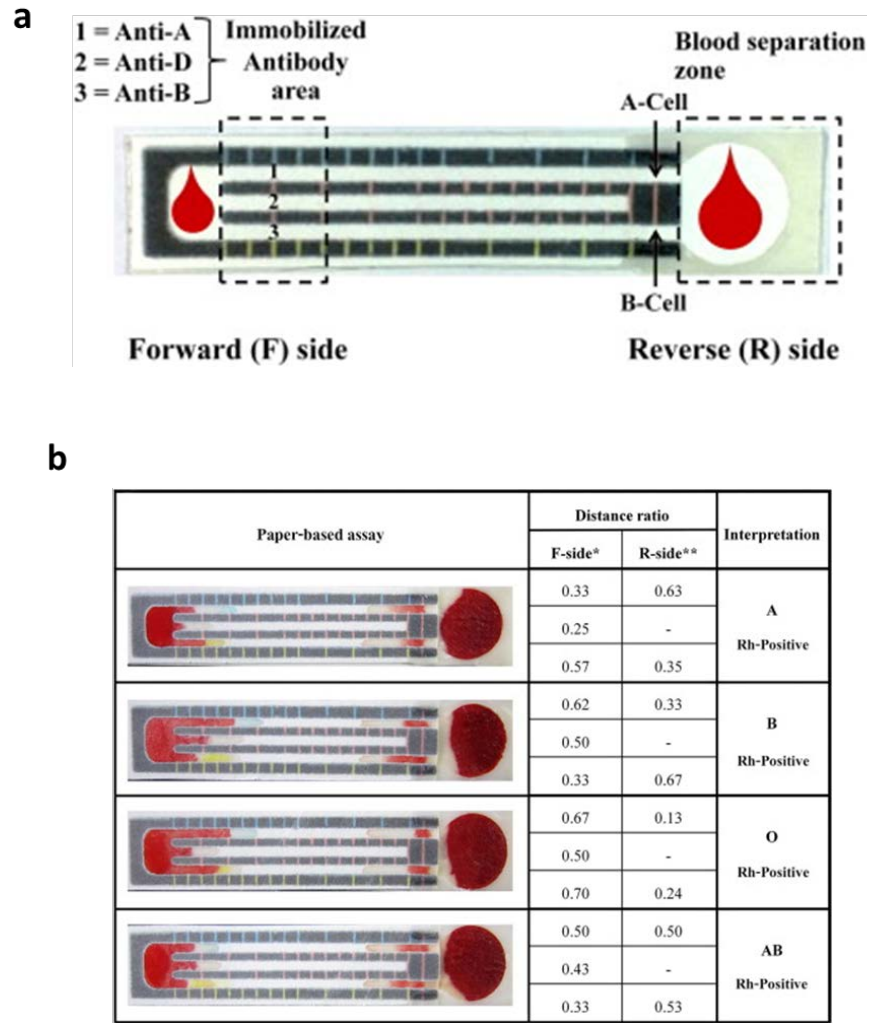 a
1 = Anti-A
2 = Anti-D
3 = Anti-B
Immobilized
Antibody
area
Blood separation
zone
A-Cell
1
2
3
B-Cell
Forward (F) side
Reverse (R) side
b
Paper-based assay
Distance ratio
Interpretation
F-side*
R-side**
0.33 0.63
A
0.25 -
Rh-Positive
0.57 0.35
0.62 0.33
B
0.50 -
Rh-Positive
0.33 0.67
0.67 0.13
O
0.50 -
Rh-Positive
0.70 0.24
0.50 0.50
AB
0.43 -
Rh-Positive
0.33 0.53